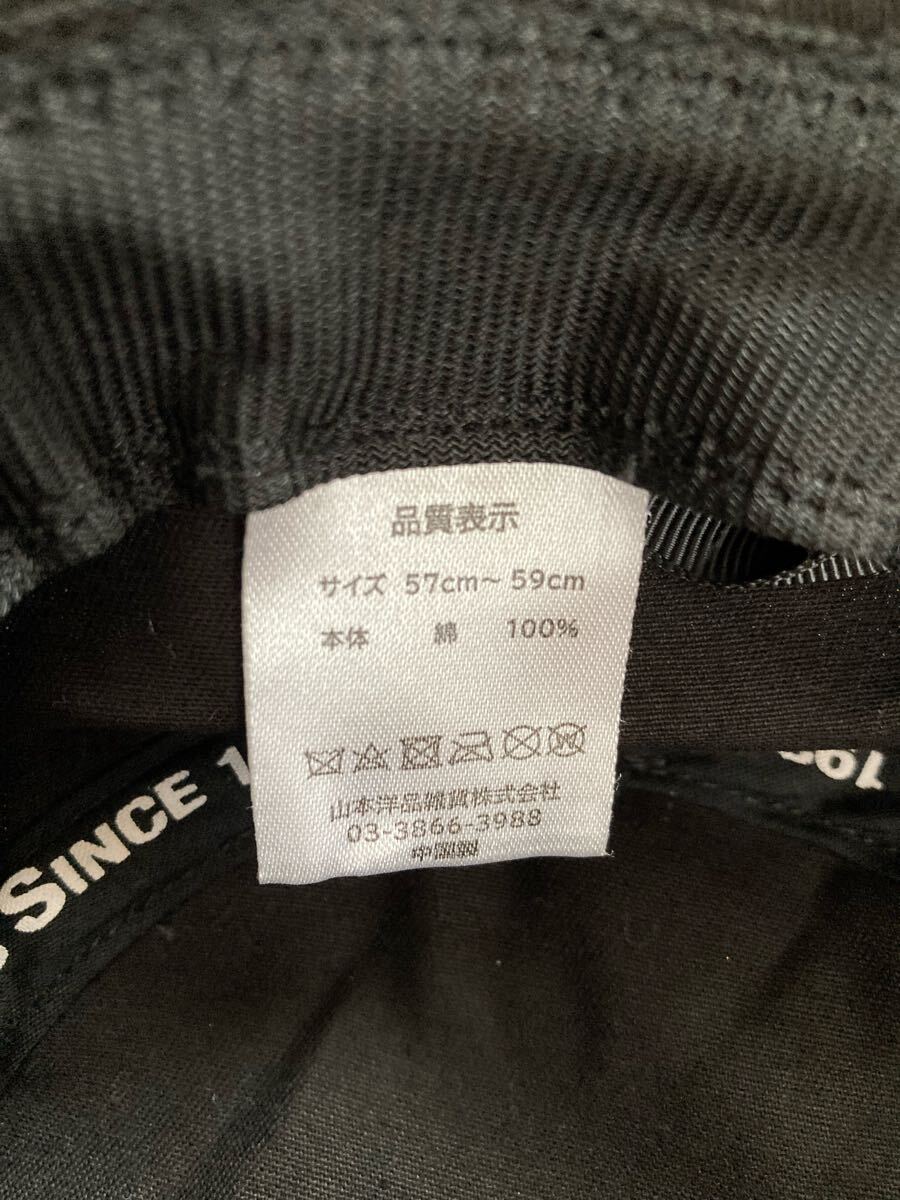 品質表示
サイズ 57cm～59cm
本体 綿 100%
山本洋品雑貨株式会社
03-3866-3988
中国製
SINCE 1